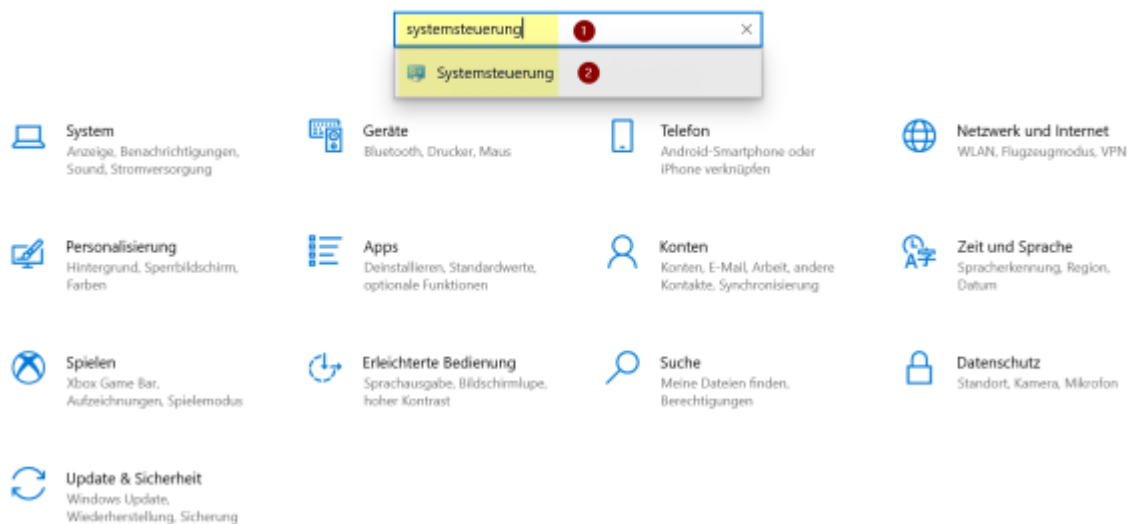 systemsteuerung 1
Systemsteuerung 2
System
Anzeige, Benachrichtigungen,
Sound, Stromversorgung
Geräte
Bluetooth, Drucker, Maus
Telefon
Android-Smartphone oder
iPhone verknüpfen
Netzwerk und Internet
WLAN, Flugzeugmodus, VPN
Personalisierung
Hintergrund, Sperrbildschirm,
Farben
Apps
Deinstallieren, Standardwerte,
optionale Funktionen
Konten
Konten, E-Mail, Arbeit, andere
Kontakte, Synchronisierung
Zeit und Sprache
Spracherkennung, Region,
Datum
Spielen
Xbox Game Bar,
Aufzeichnungen, Spielemodus
Erleichterte Bedienung
Sprachausgabe, Bildschirmlupe,
hoher Kontrast
Suche
Meine Dateien finden,
Berechtigungen
Datenschutz
Standort, Kamera, Mikrofon
Update & Sicherheit
Windows Update,
Wiederherstellung, Sicherung